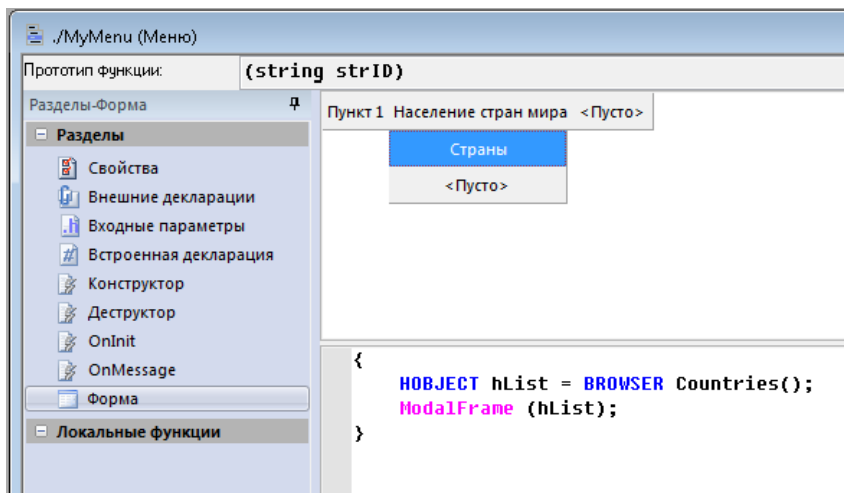 ./MyMenu (Меню)
Прототип функции: (string strID)
Разделы-Форма
Разделы
Свойства
Внешние декларации
Входные параметры
Встроенная декларация
Конструктор
Деструктор
OnInit
OnMessage
Форма
Локальные функции
Пункт 1 Население стран мира <Пусто>
Страны
<Пусто>
{
HOBJECT hList = BROWSER Countries();
ModalFrame (hList);
}